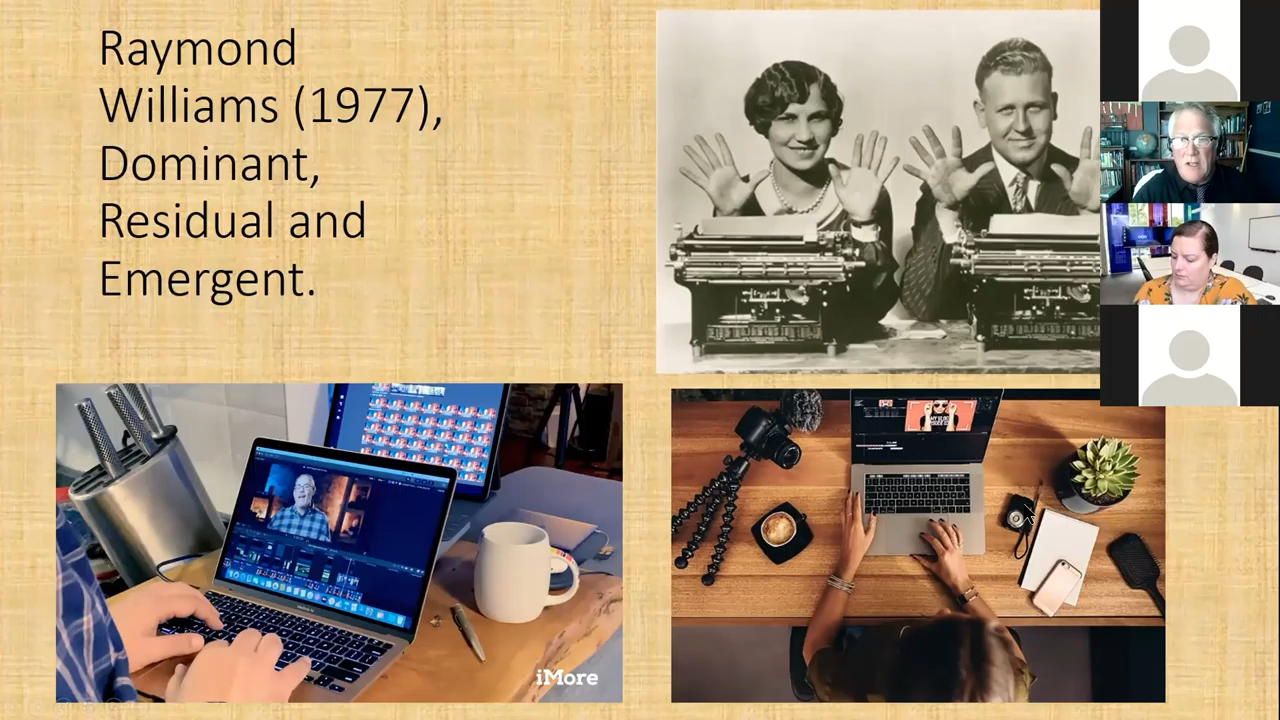 Raymond
Williams (1977),
Dominant,
Residual and
Emergent.
iMore